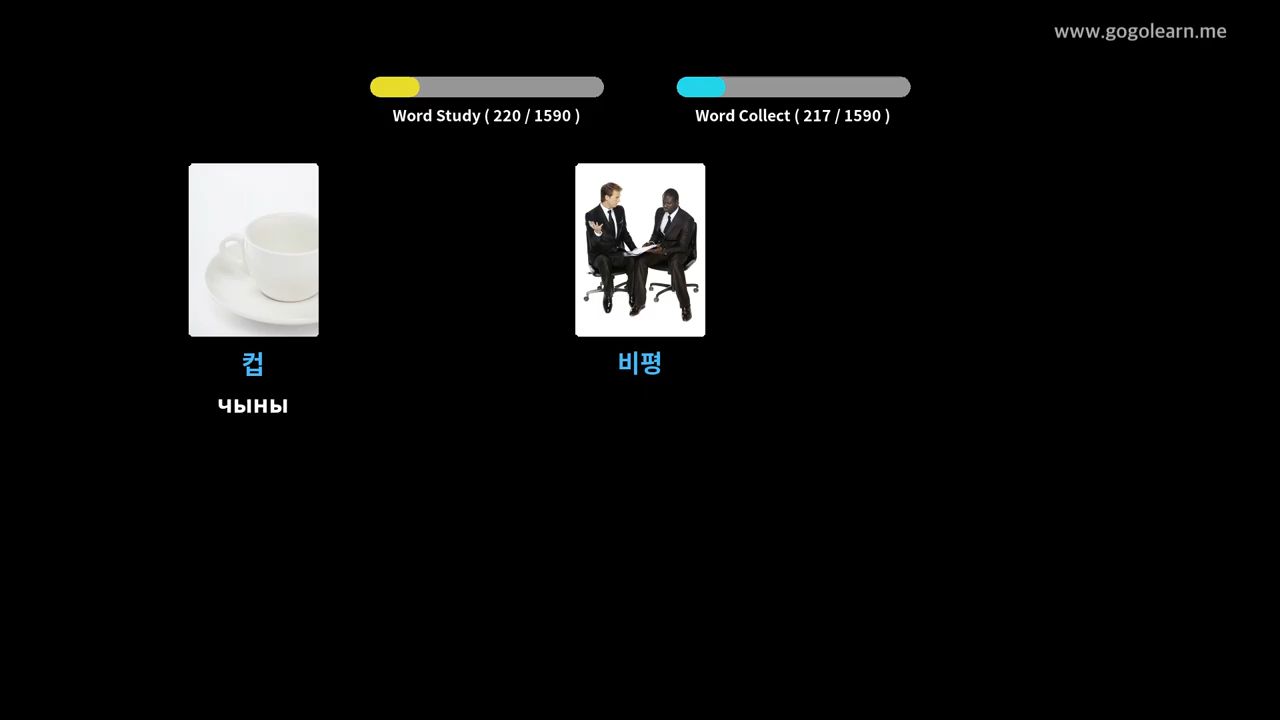 www.gogolearn.me
Word Study ( 220 / 1590 )
Word Collect ( 217 / 1590 )
컵
비평
чыны